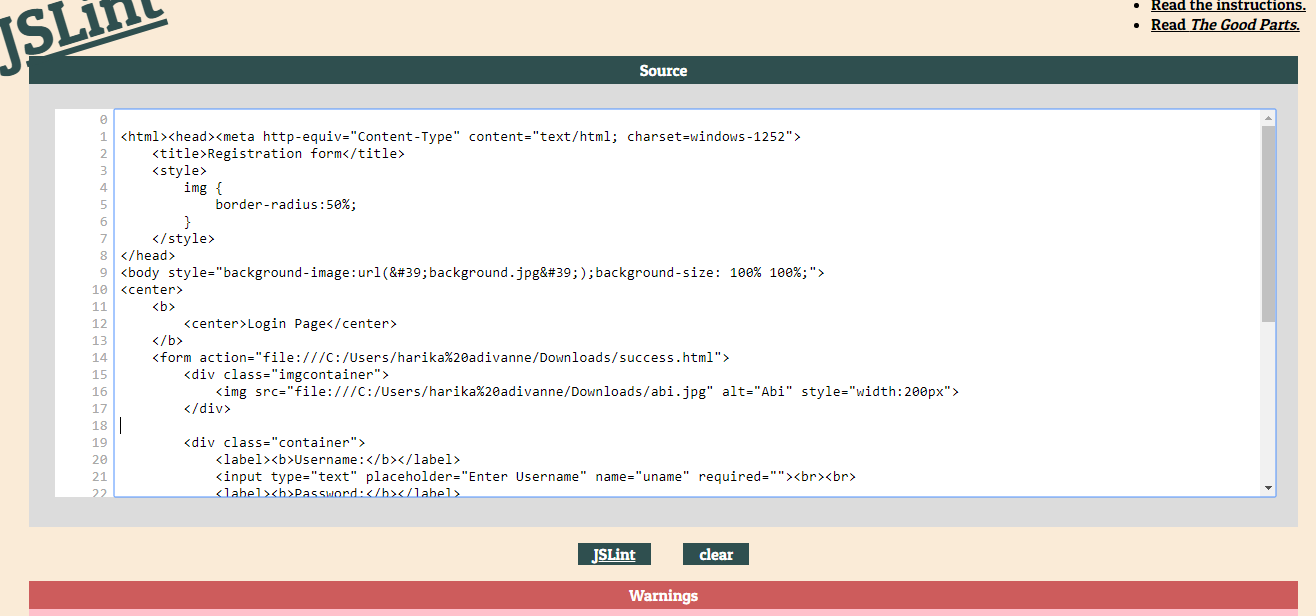 JSLint
Read the instructions.
Read The Good Parts.
Source
0
1 <html><head><meta http-equiv="Content-Type" content="text/html; charset=windows-1252">
2 <title>Registration form</title>
3 <style>
4 img {
5 border-radius:50%;
6 }
7 </style>
8 </head>
9 <body style="background-image:url(&#39;background.jpg&#39;);background-size: 100% 100%;">
10 <center>
11 <b>
12 <center>Login Page</center>
13 </b>
14 <form action="file:///C:/Users/harika%20adivanne/Downloads/success.html">
15 <div class="imgcontainer">
16 <img src="file:///C:/Users/harika%20adivanne/Downloads/abi.jpg" alt="Abi" style="width:200px">
17 </div>
18
19 <div class="container">
20 <label><b>Username:</b></label>
21 <input type="text" placeholder="Enter Username" name="uname" required=""><br><br>
22 <label><b>Password:</b></label>
JSLint clear
Warnings